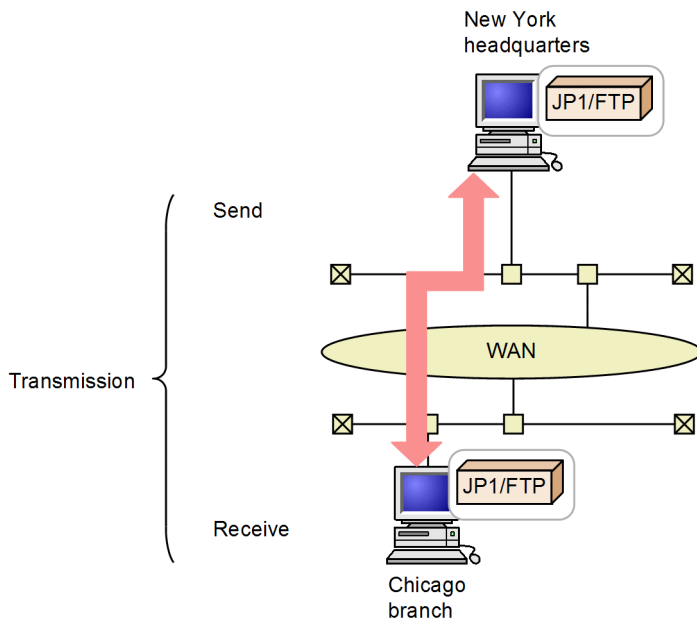 New York
headquarters
JP1/FTP
Send
WAN
Transmission
JP1/FTP
Receive
Chicago
branch